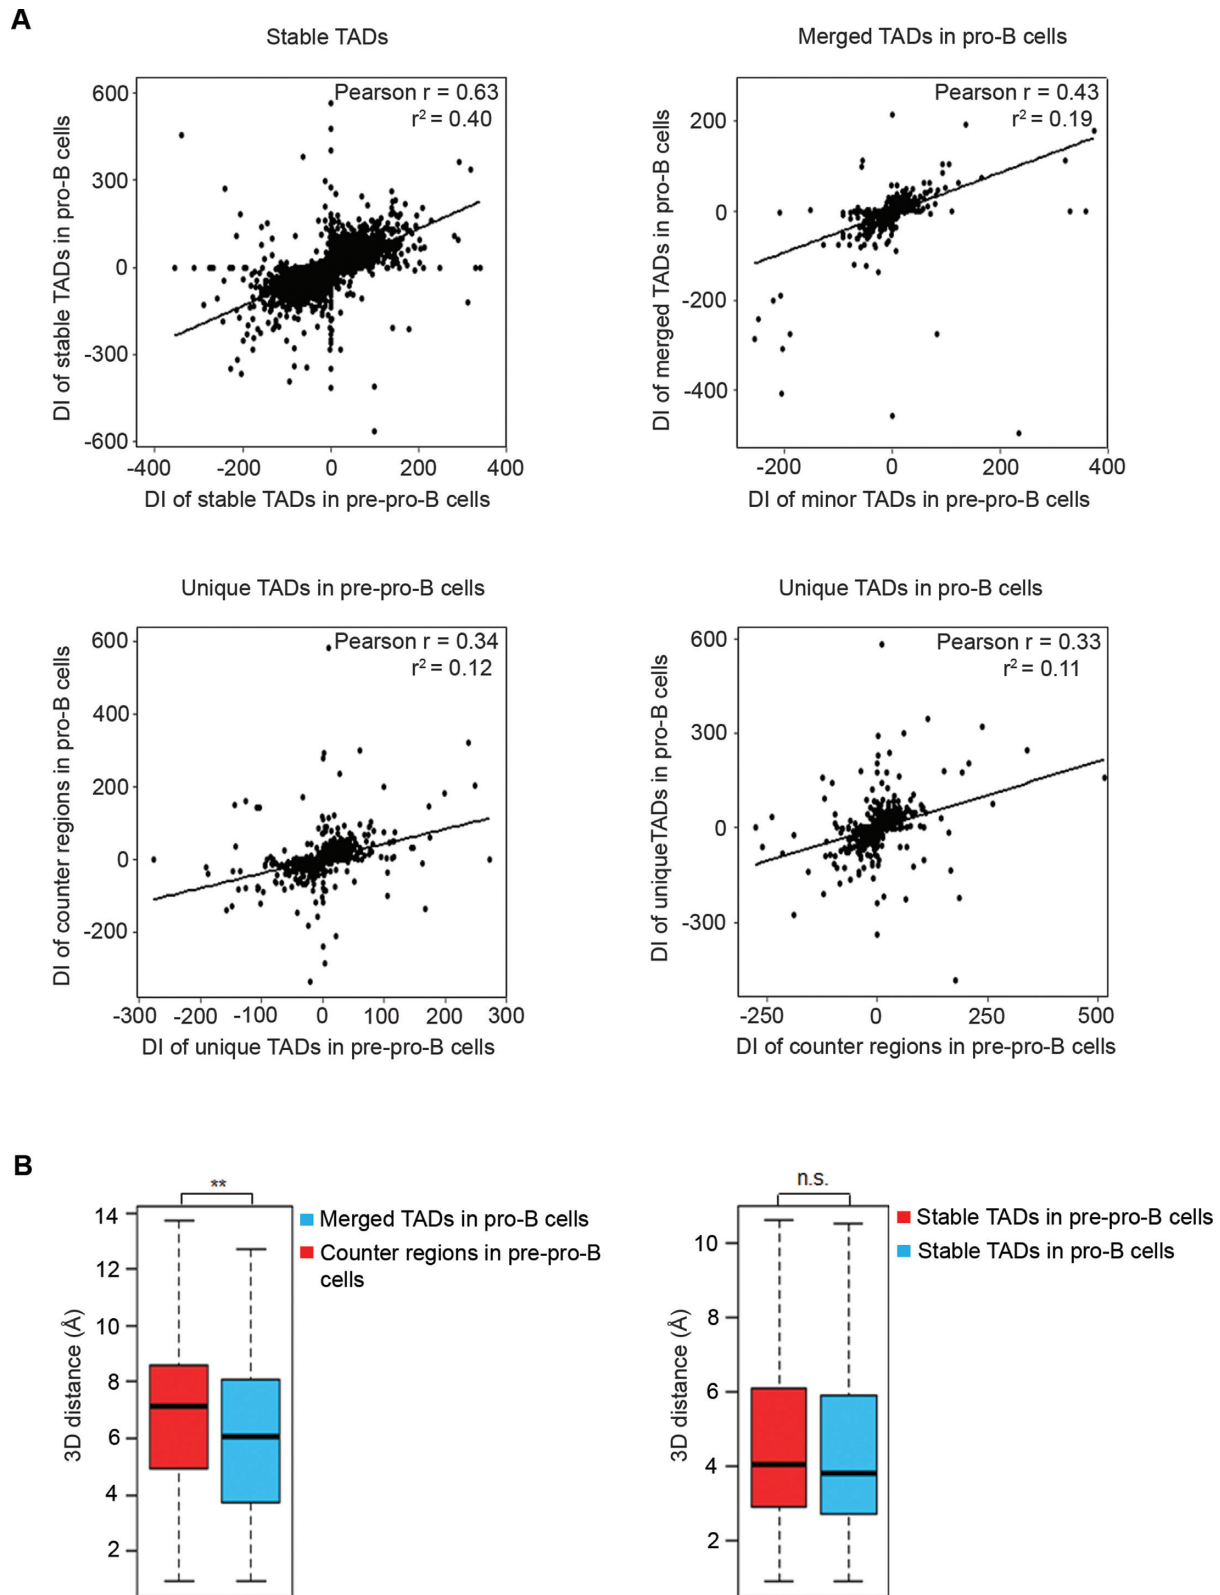 A
Stable TADs
Pearson r = 0.63
r² = 0.40
600
300
0
-300
-600
-400
-200
0
200
400
DI of stable TADs in pro-B cells
DI of stable TADs in pre-pro-B cells
Merged TADs in pro-B cells
Pearson r = 0.43
r² = 0.19
200
0
-200
-400
-200
0
200
400
DI of merged TADs in pro-B cells
DI of minor TADs in pre-pro-B cells
Unique TADs in pre-pro-B cells
Pearson r = 0.34
r² = 0.12
600
400
200
0
-200
-300
-200
-100
0
100
200
300
DI of counter regions in pro-B cells
DI of unique TADs in pre-pro-B cells
Unique TADs in pro-B cells
Pearson r = 0.33
r² = 0.11
600
300
0
-300
-250
0
250
500
DI of uniqueTADs in pro-B cells
DI of counter regions in pre-pro-B cells
B
**
14
12
10
8
6
4
2
3D distance (Å)
Merged TADs in pro-B cells
Counter regions in pre-pro-B
cells
n.s.
10
8
6
4
2
3D distance (Å)
Stable TADs in pre-pro-B cells
Stable TADs in pro-B cells